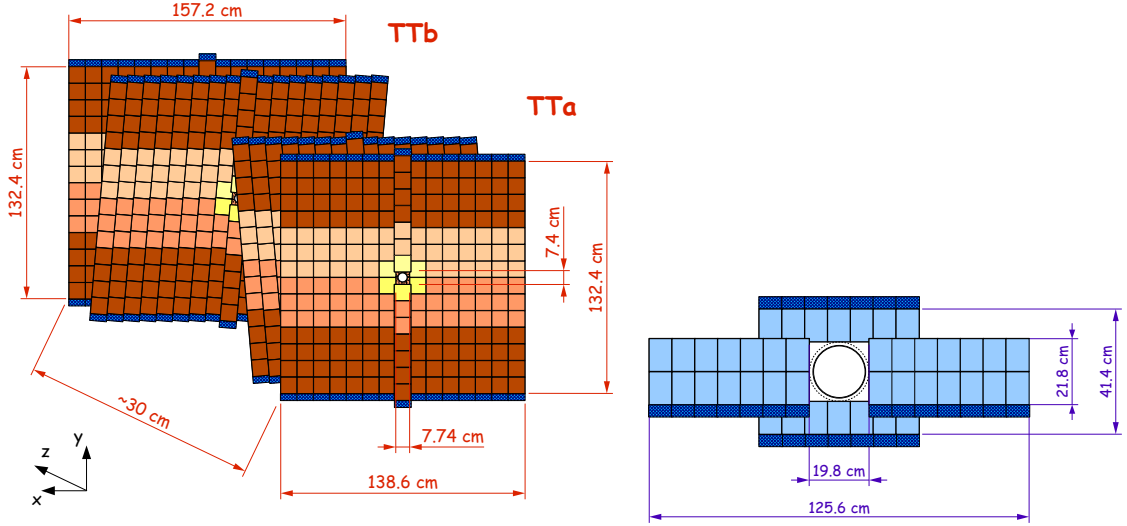 157.2 cm
TTb
TTa
132.4 cm
7.4 cm
132.4 cm
~30 cm
7.74 cm
138.6 cm
y
z
x
21.8 cm
41.4 cm
19.8 cm
125.6 cm